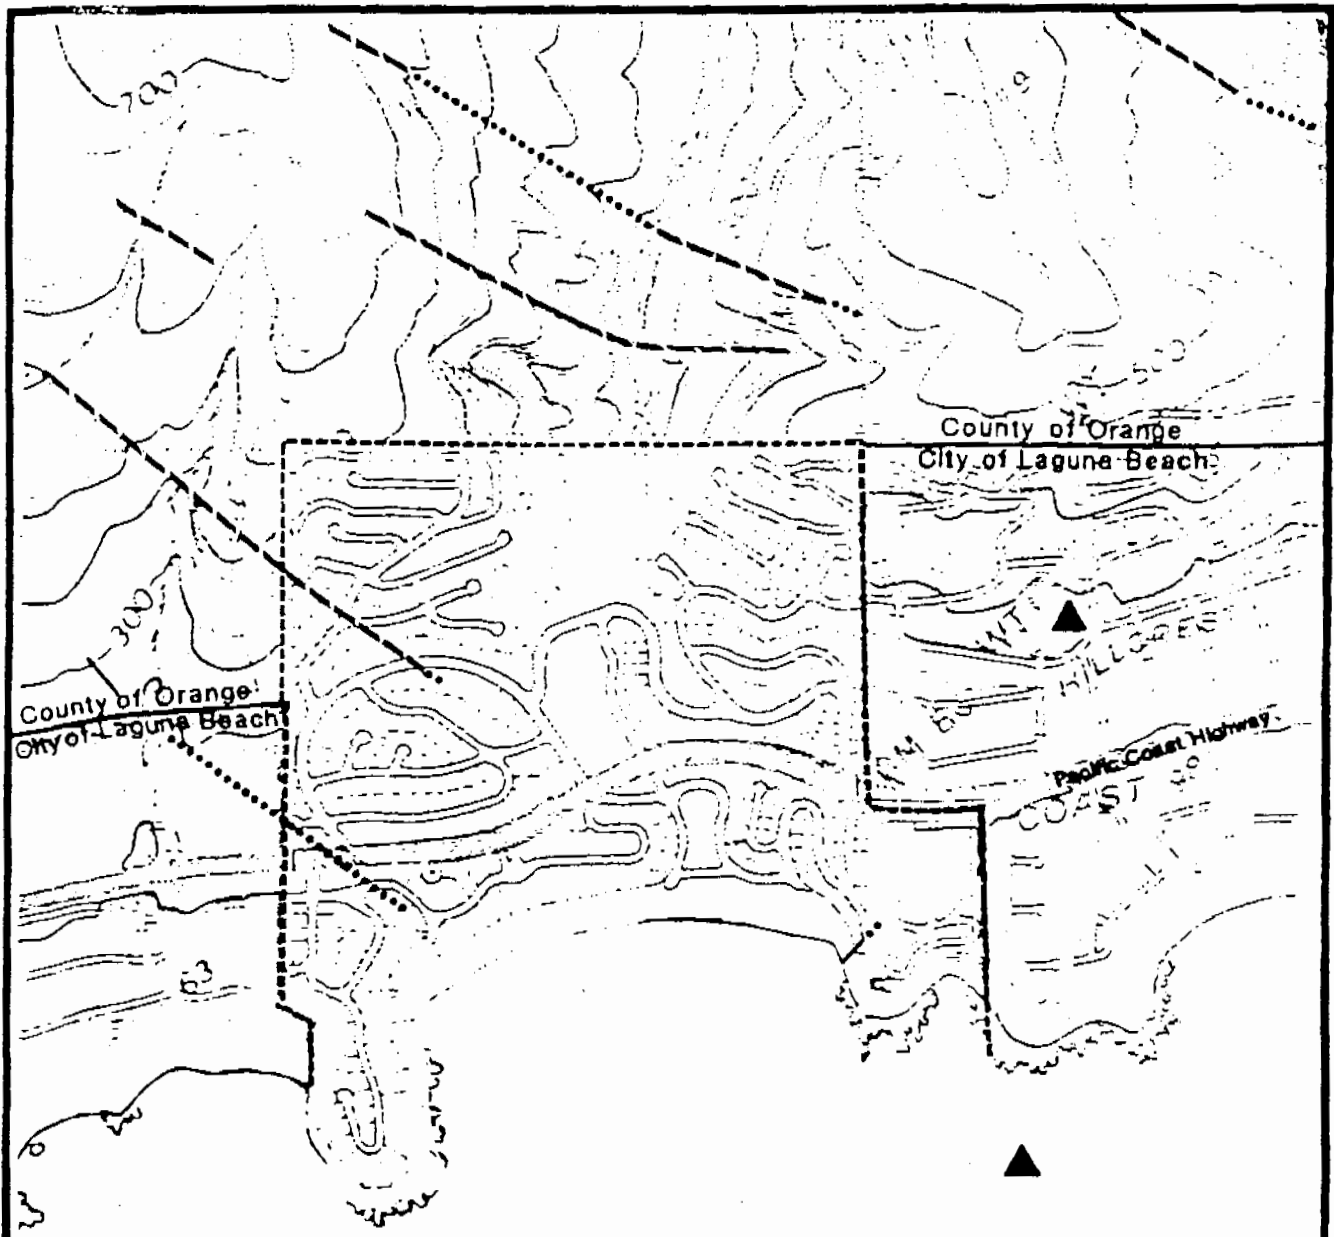 700
County of Orange
City of Laguna Beach
300
County of Orange
City of Laguna Beach
HILLCREST
Pacific Coast Highway
COAST
63